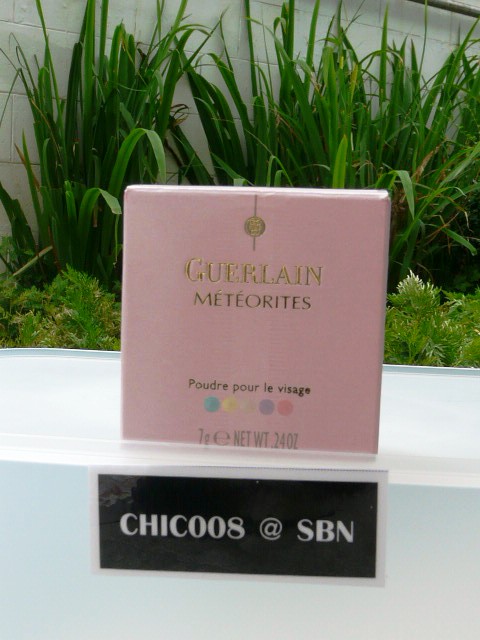 GUERLAIN
MÉTÉORITES
Poudre pour le visage
7g ℮ NET WT .24OZ
CHIC008 @ SBN